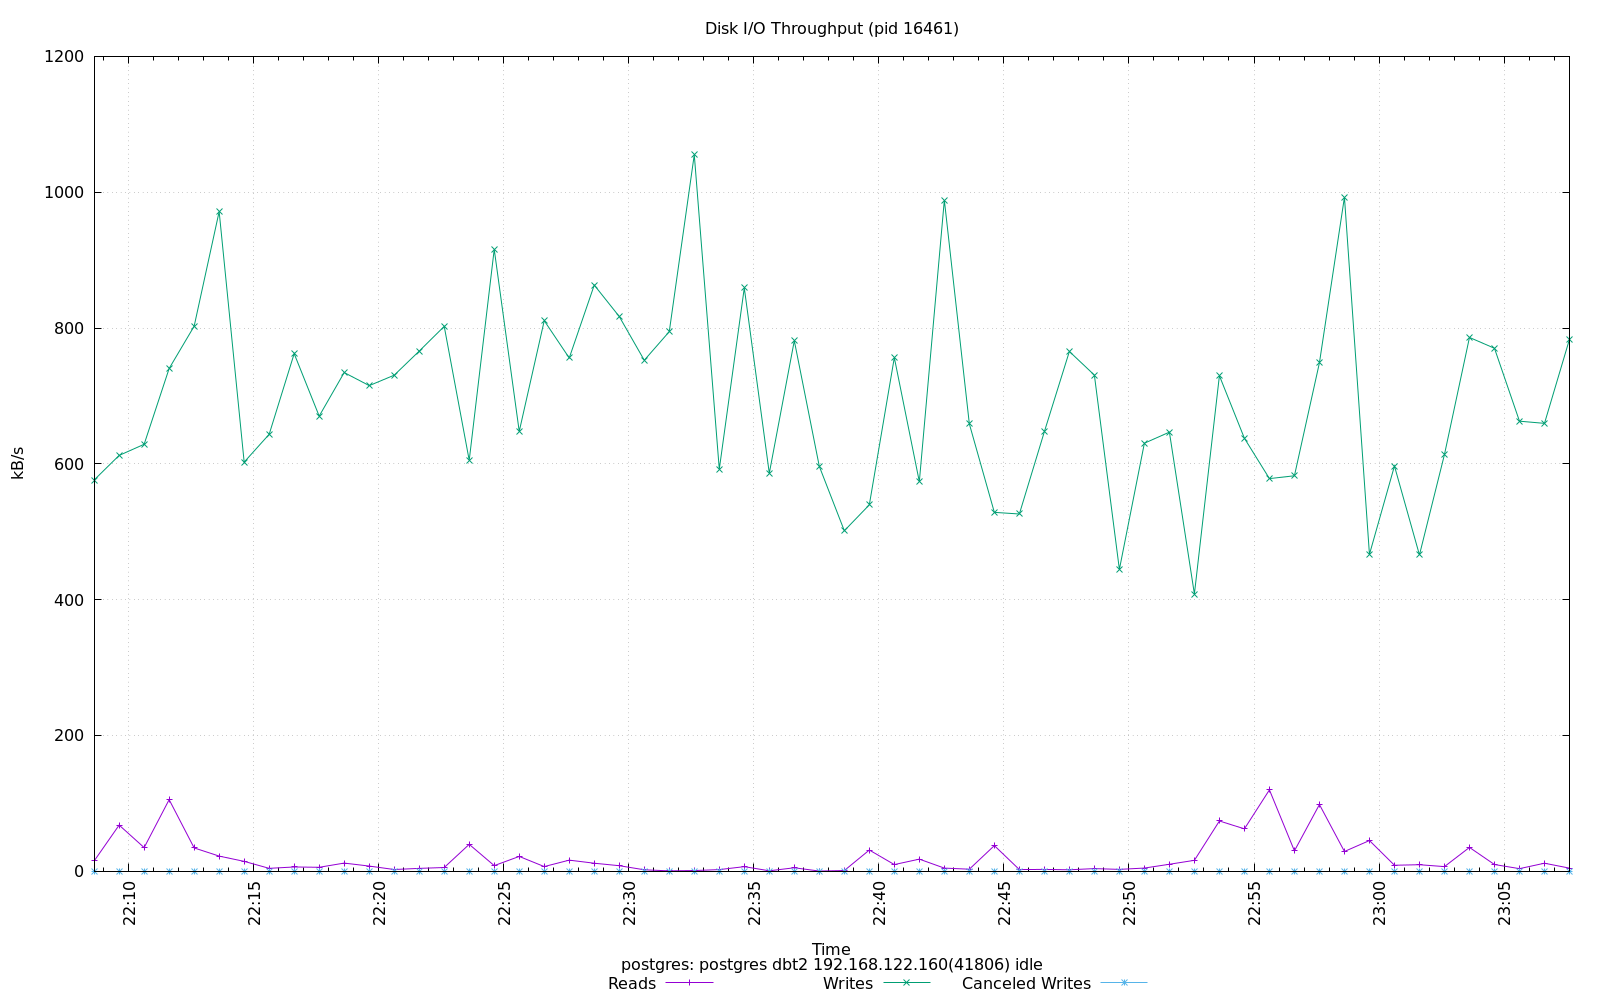 Disk I/O Throughput (pid 16461)
1200
1000
800
600
400
200
0
kB/s
22:10 22:15 22:20 22:25 22:30 22:35 22:40 22:45 22:50 22:55 23:00 23:05
Time
postgres: postgres dbt2 192.168.122.160(41806) idle
Reads Writes Canceled Writes